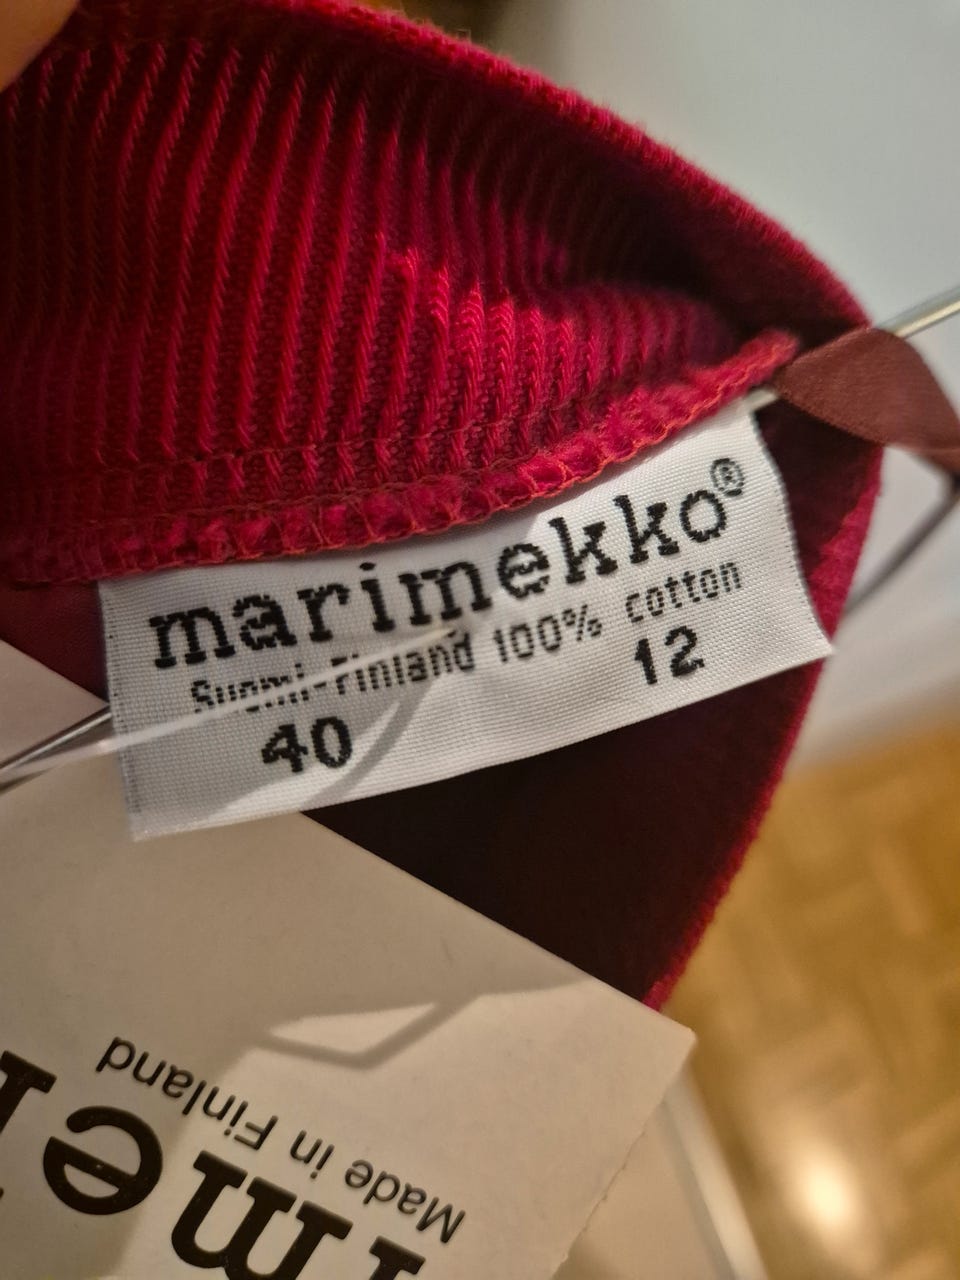 marimekko®
Suomi-Finland 100% cotton
40 12
Made in Finland